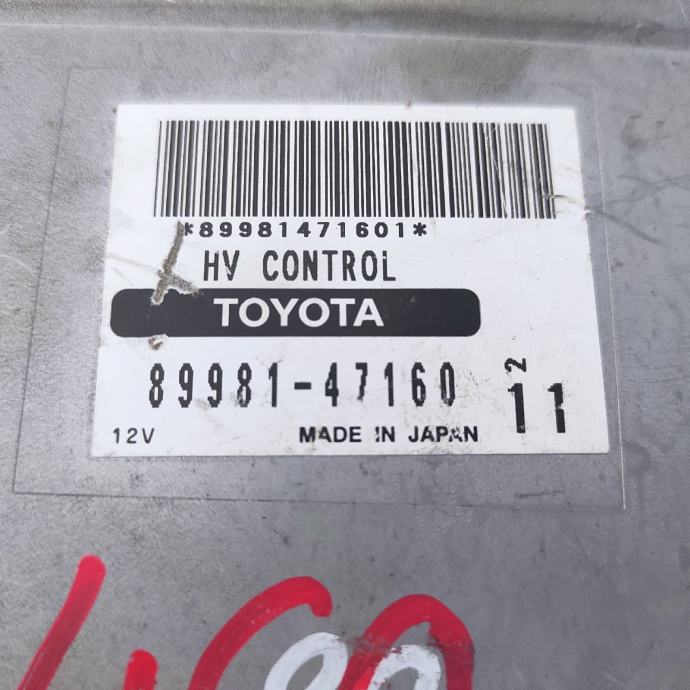 *89981471601*
HV CONTROL
TOYOTA
89981-47160
2
11
12V MADE IN JAPAN